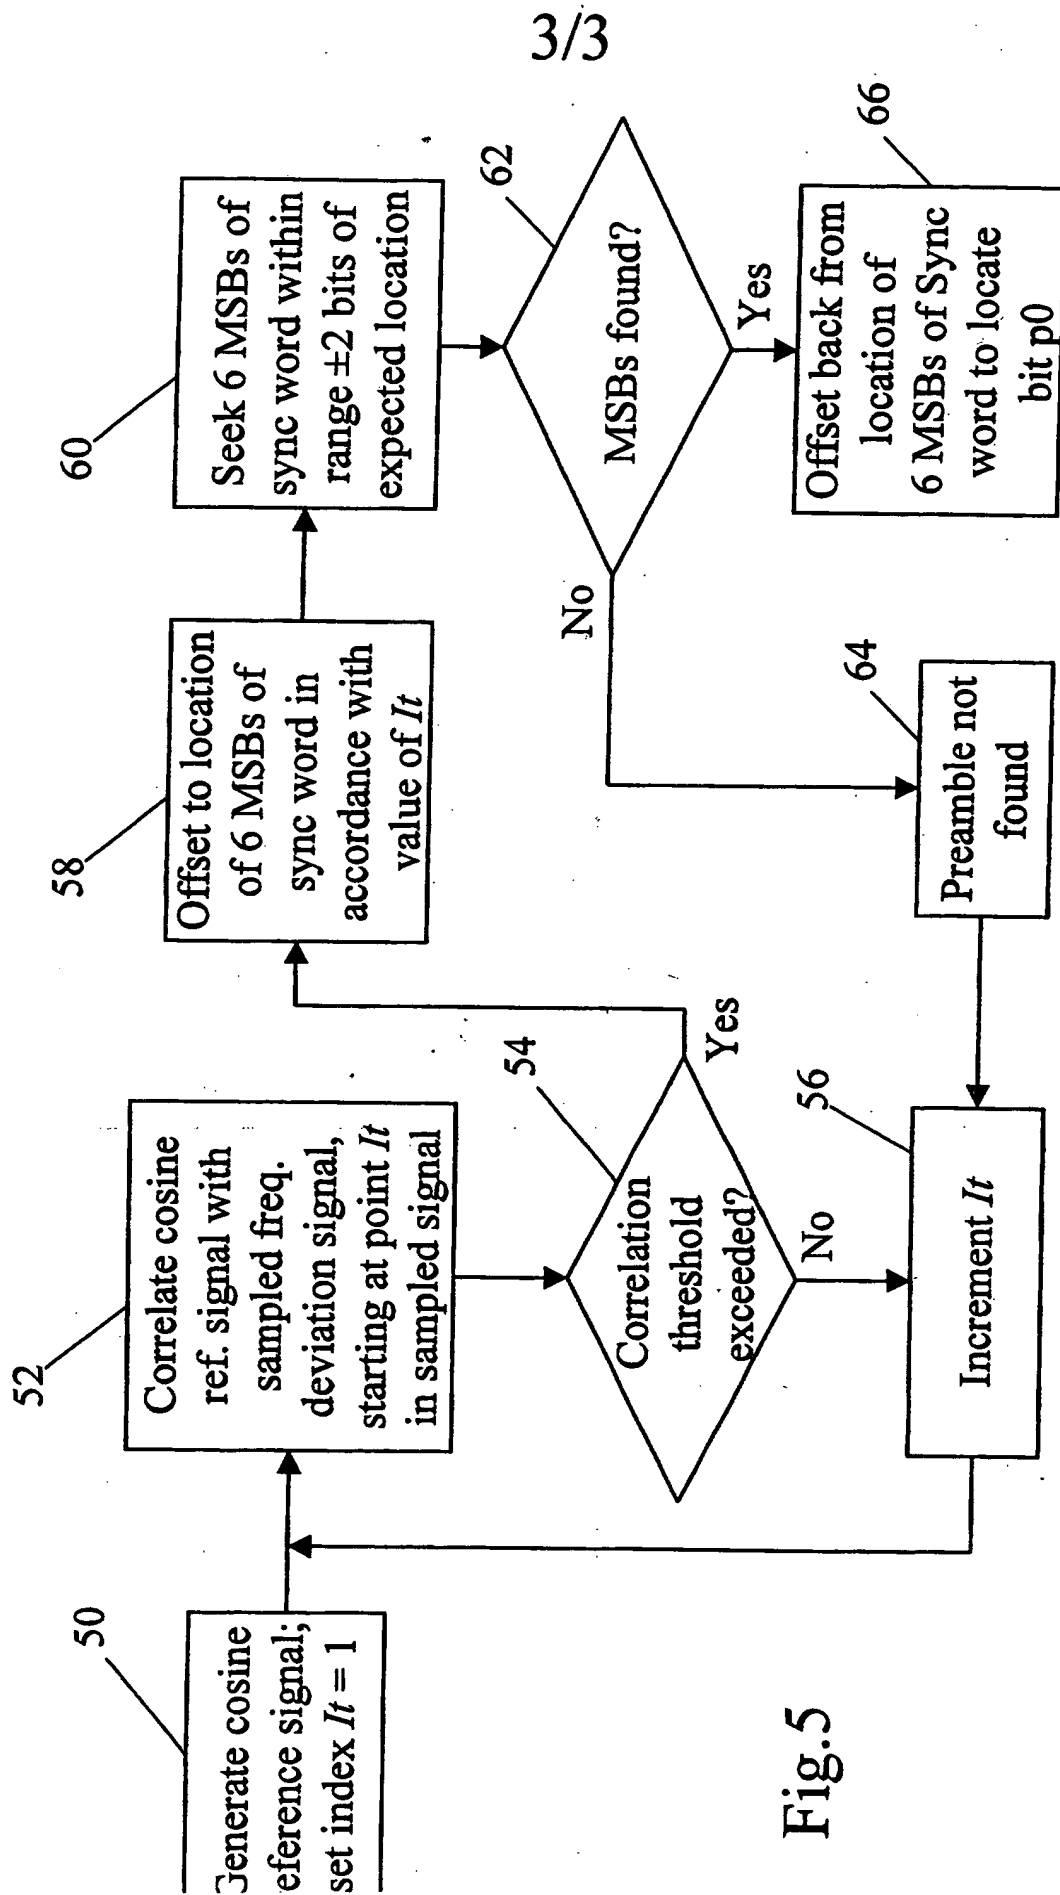 3/3
50
Generate cosine
reference signal;
set index It = 1
52
Correlate cosine
ref. signal with
sampled freq.
deviation signal,
starting at point It
in sampled signal
54
Correlation
threshold
exceeded?
Yes
No
56
Increment It
58
Offset to location
of 6 MSBs of
sync word in
accordance with
value of It
60
Seek 6 MSBs of
sync word within
range ±2 bits of
expected location
62
MSBs found?
No
Yes
64
Preamble not
found
66
Offset back from
location of
6 MSBs of Sync
word to locate
bit p0
Fig.5